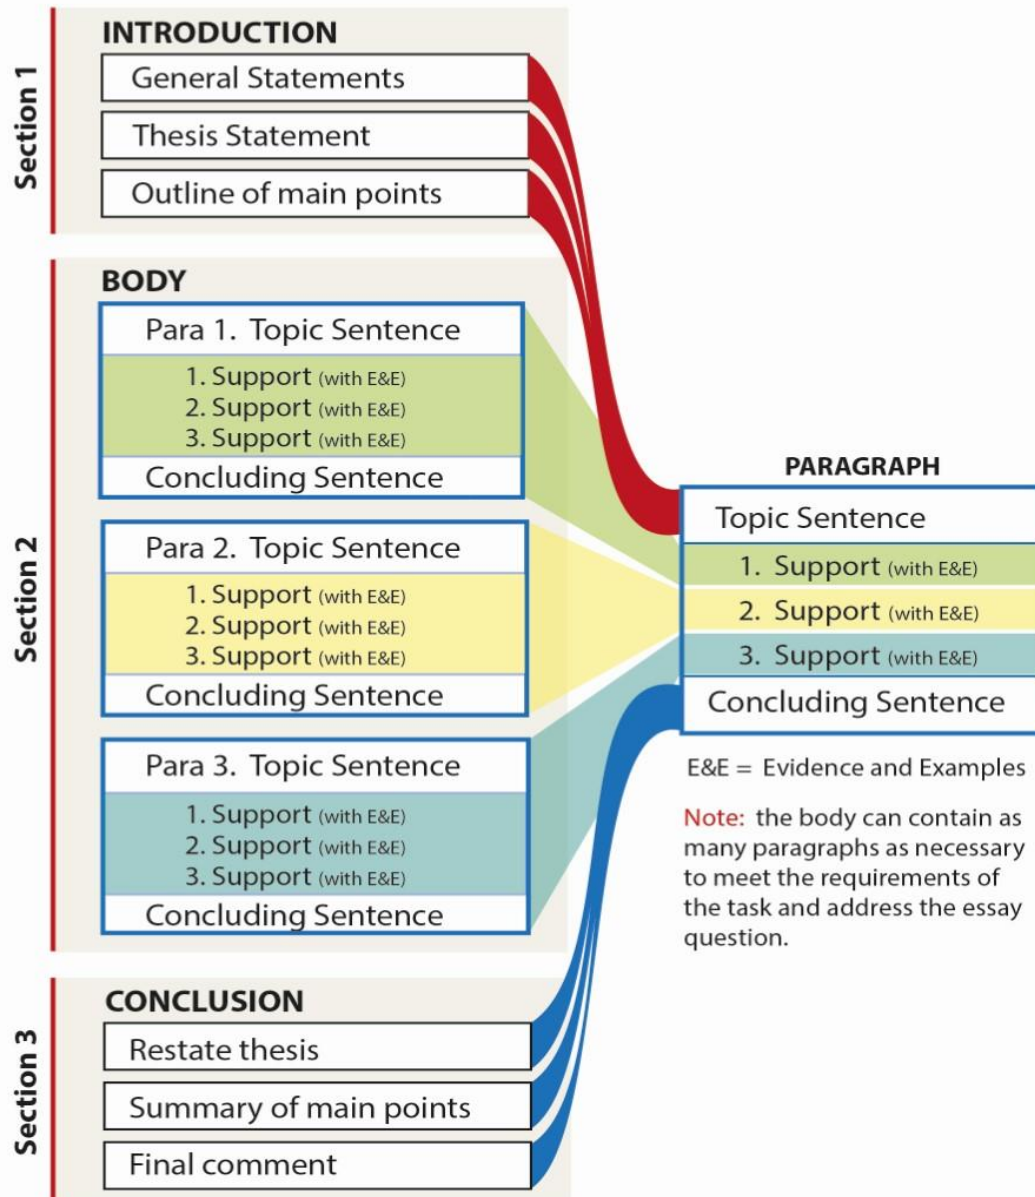 Section 1
INTRODUCTION
General Statements
Thesis Statement
Outline of main points
Section 2
BODY
Para 1. Topic Sentence
1. Support (with E&E)
2. Support (with E&E)
3. Support (with E&E)
Concluding Sentence
Para 2. Topic Sentence
1. Support (with E&E)
2. Support (with E&E)
3. Support (with E&E)
Concluding Sentence
Para 3. Topic Sentence
1. Support (with E&E)
2. Support (with E&E)
3. Support (with E&E)
Concluding Sentence
Section 3
CONCLUSION
Restate thesis
Summary of main points
Final comment
PARAGRAPH
Topic Sentence
1. Support (with E&E)
2. Support (with E&E)
3. Support (with E&E)
Concluding Sentence
E&E = Evidence and Examples
Note: the body can contain as
many paragraphs as necessary
to meet the requirements of
the task and address the essay
question.